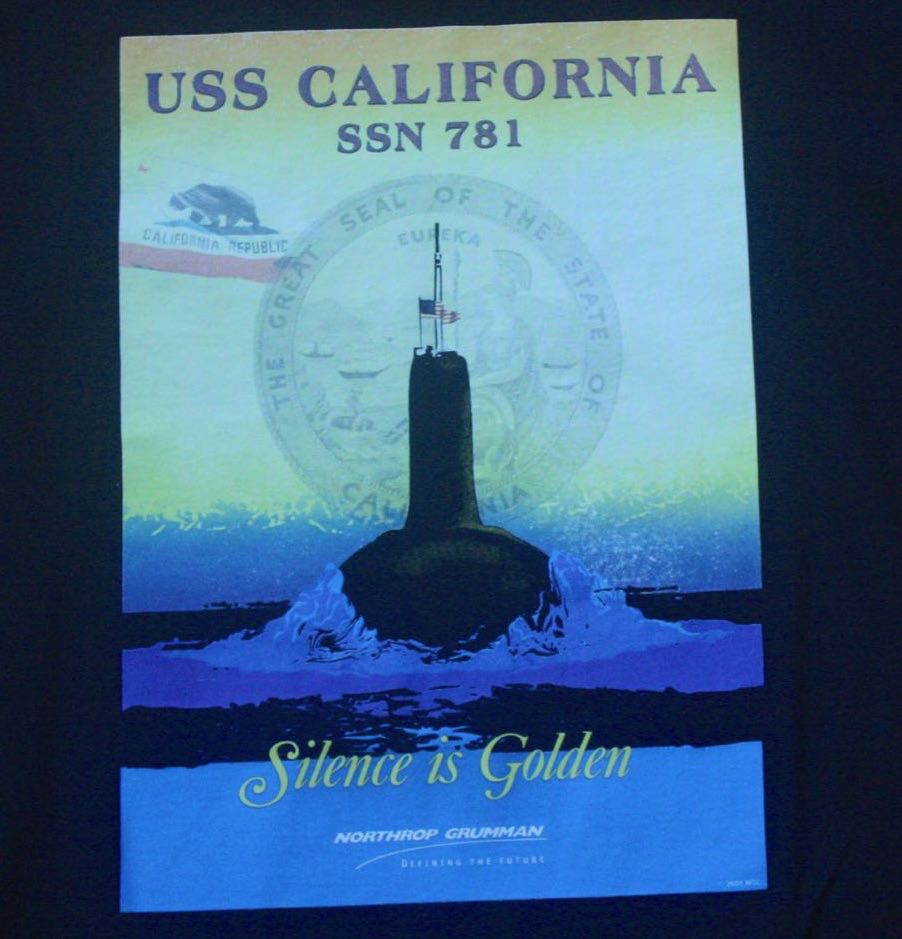 USS CALIFORNIA
SSN 781
CALIFORNIA REPUBLIC
THE GREAT SEAL OF THE STATE OF
EUREKA
Silence is Golden
NORTHROP GRUMMAN
DEFINING THE FUTURE